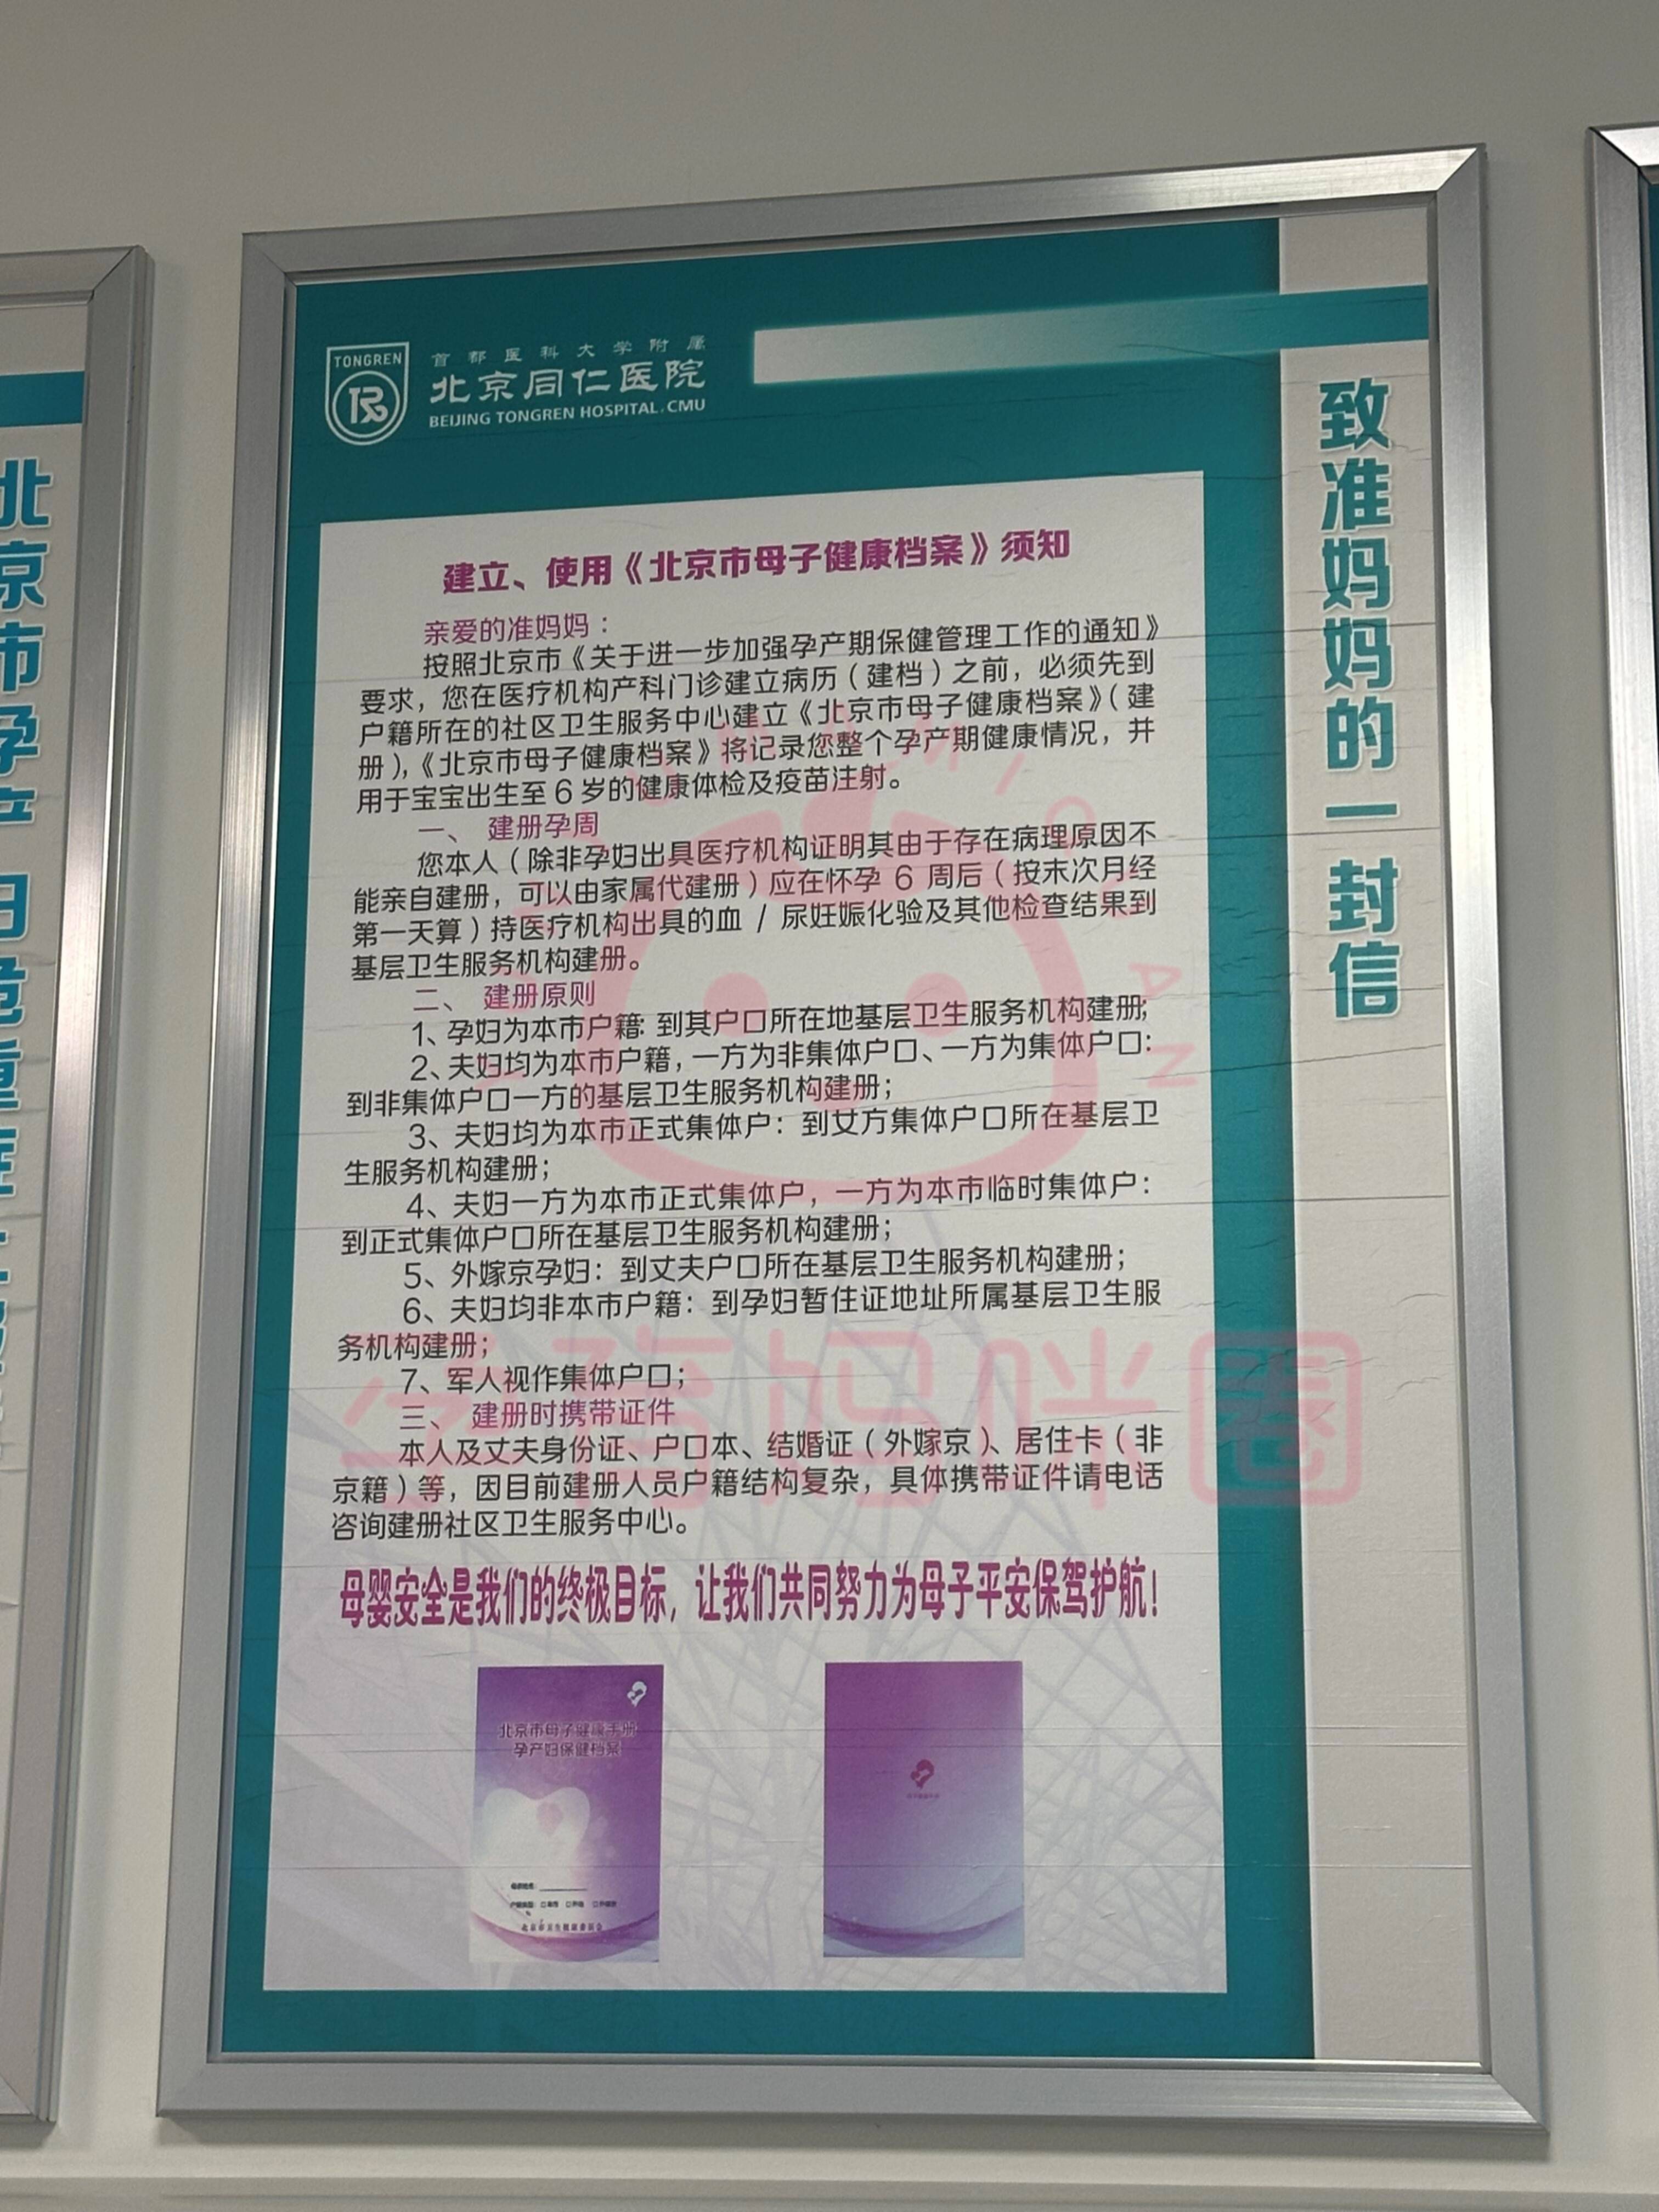 TONGREN
首都医科大学附属
北京同仁医院
BEIJING TONGREN HOSPITAL, CMU
致准妈妈的一封信
建立、使用《北京市母子健康档案》须知
亲爱的准妈妈：
按照北京市《关于进一步加强孕产期保健管理工作的通知》
要求，您在医疗机构产科门诊建立病历（建档）之前，必须先到
户籍所在的社区卫生服务中心建立《北京市母子健康档案》（建
册），《北京市母子健康档案》将记录您整个孕产期健康情况，并
用于宝宝出生至6岁的健康体检及疫苗注射。
一、 建册孕周
您本人（除非孕妇出具医疗机构证明其由于存在病理原因不
能亲自建册，可以由家属代建册）应在怀孕 6 周后（按末次月经
第一天算）持医疗机构出具的血 / 尿妊娠化验及其他检查结果到
基层卫生服务机构建册。
二、 建册原则
1、孕妇为本市户籍：到其户口所在地基层卫生服务机构建册；
2、夫妇均为本市户籍，一方为非集体户口、一方为集体户口：
到非集体户口一方的基层卫生服务机构建册；
3、夫妇均为本市正式集体户：到女方集体户口所在基层卫
生服务机构建册；
4、夫妇一方为本市正式集体户，一方为本市临时集体户：
到正式集体户口所在基层卫生服务机构建册；
5、外嫁京孕妇：到丈夫户口所在基层卫生服务机构建册；
6、夫妇均非本市户籍：到孕妇暂住证地址所属基层卫生服
务机构建册；
7、军人视作集体户口；
三、 建册时携带证件
本人及丈夫身份证、户口本、结婚证（外嫁京）、居住卡（非
京籍）等，因目前建册人员户籍结构复杂，具体携带证件请电话
咨询建册社区卫生服务中心。
母婴安全是我们的终极目标，让我们共同努力为母子平安保驾护航！
北京市母子健康手册
孕产妇保健档案
北京市卫生健康委员会
孕育妈咪圈